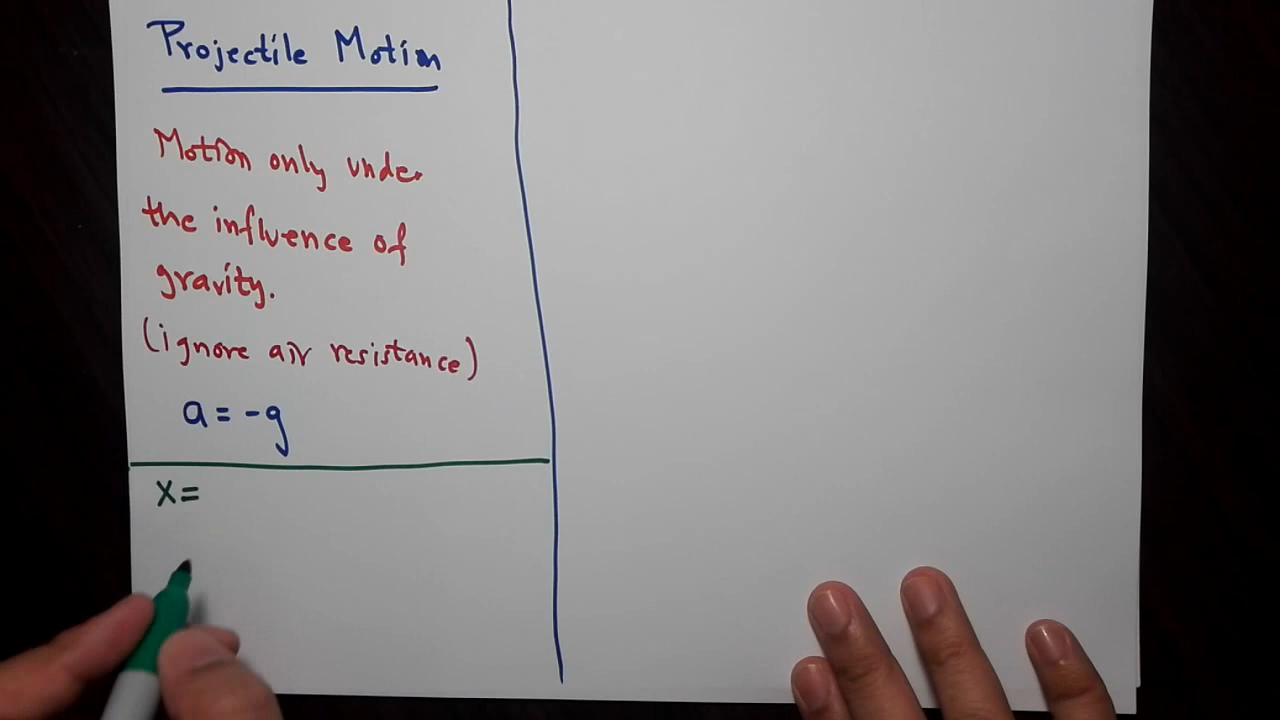 Projectile Motion
Motion only under
the influence of
gravity.
(ignore air resistance)
a = -g
x =